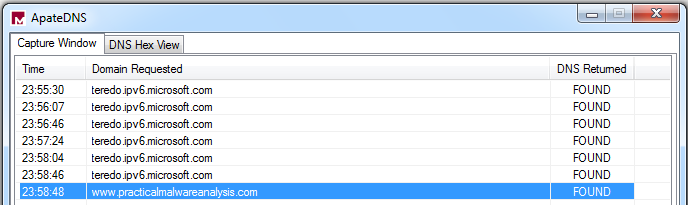 ApateDNS
Capture Window DNS Hex View
Time Domain Requested DNS Returned
23:55:30 teredo.ipv6.microsoft.com FOUND
23:56:07 teredo.ipv6.microsoft.com FOUND
23:56:46 teredo.ipv6.microsoft.com FOUND
23:57:24 teredo.ipv6.microsoft.com FOUND
23:58:04 teredo.ipv6.microsoft.com FOUND
23:58:46 teredo.ipv6.microsoft.com FOUND
23:58:48 www.practicalmalwareanalysis.com FOUND